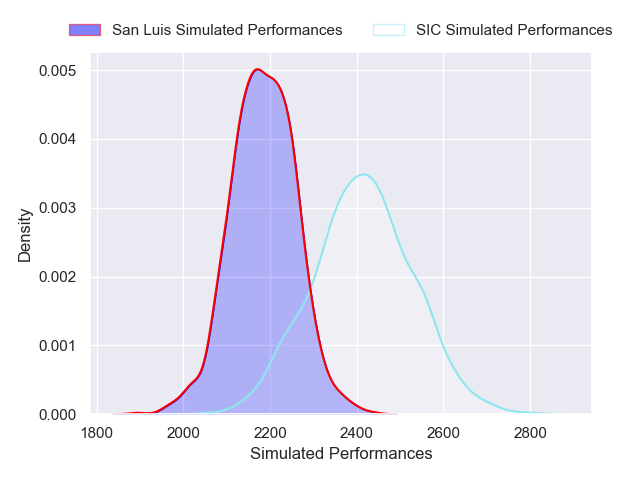 San Luis Simulated Performances SIC Simulated Performances
0.005
0.004
0.003
0.002
0.001
0.000
Density
1800 2000 2200 2400 2600 2800
Simulated Performances